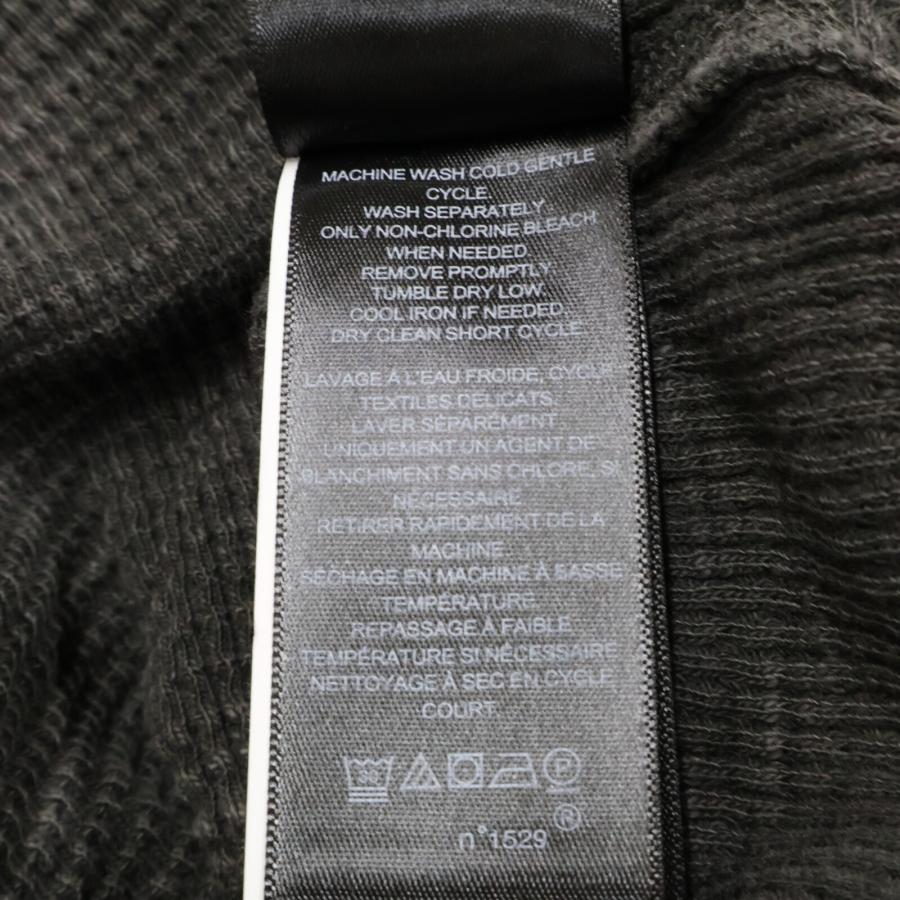 MACHINE WASH COLD GENTLE
CYCLE.
WASH SEPARATELY.
ONLY NON-CHLORINE BLEACH
WHEN NEEDED
REMOVE PROMPTLY.
TUMBLE DRY LOW.
COOL IRON IF NEEDED.
DRY CLEAN SHORT CYCLE
LAVAGE À L'EAU FROIDE, CYCLE
TEXTILES DÉLICATS.
LAVER SÉPARÉMENT
UNIQUEMENT UN AGENT DE
BLANCHIMENT SANS CHLORE, SI
NÉCESSAIRE
RETIRER RAPIDEMENT DE LA
MACHINE.
SÉCHAGE EN MACHINE À BASSE
TEMPÉRATURE
REPASSAGE À FAIBLE
TEMPÉRATURE SI NÉCESSAIRE
NETTOYAGE À SEC EN CYCLE
COURT.
30 P
n°1529 ®